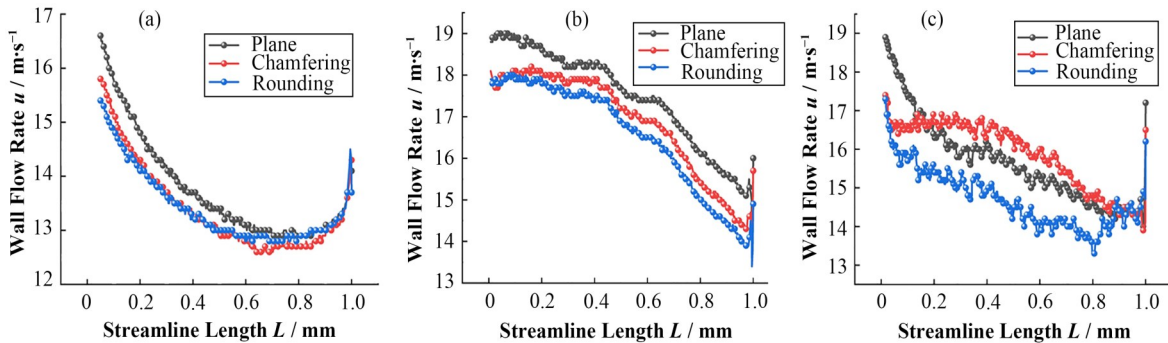 (a)
Wall Flow Rate u / m·s⁻¹
17
16
15
14
13
12
Plane
Chamfering
Rounding
0 0.2 0.4 0.6 0.8 1.0
Streamline Length L / mm
(b)
Wall Flow Rate u / m·s⁻¹
19
18
17
16
15
14
13
Plane
Chamfering
Rounding
0 0.2 0.4 0.6 0.8 1.0
Streamline Length L / mm
(c)
Wall Flow Rate u / m·s⁻¹
19
18
17
16
15
14
13
Plane
Chamfering
Rounding
0 0.2 0.4 0.6 0.8 1.0
Streamline Length L / mm